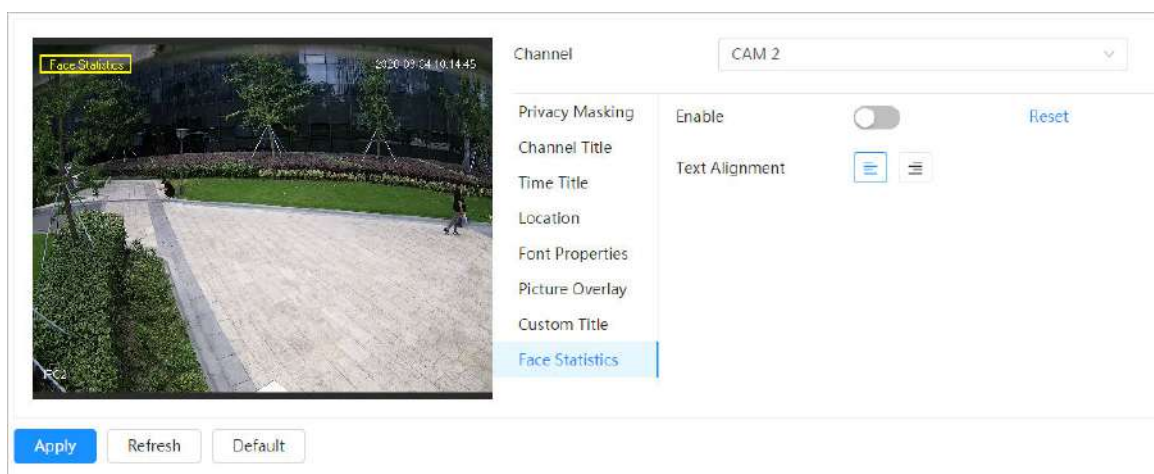 Face Statistics
2020-09-04 10:14:45
IPC2
Channel
CAM 2
Privacy Masking
Channel Title
Time Title
Location
Font Properties
Picture Overlay
Custom Title
Face Statistics
Enable
Reset
Text Alignment
Apply
Refresh
Default